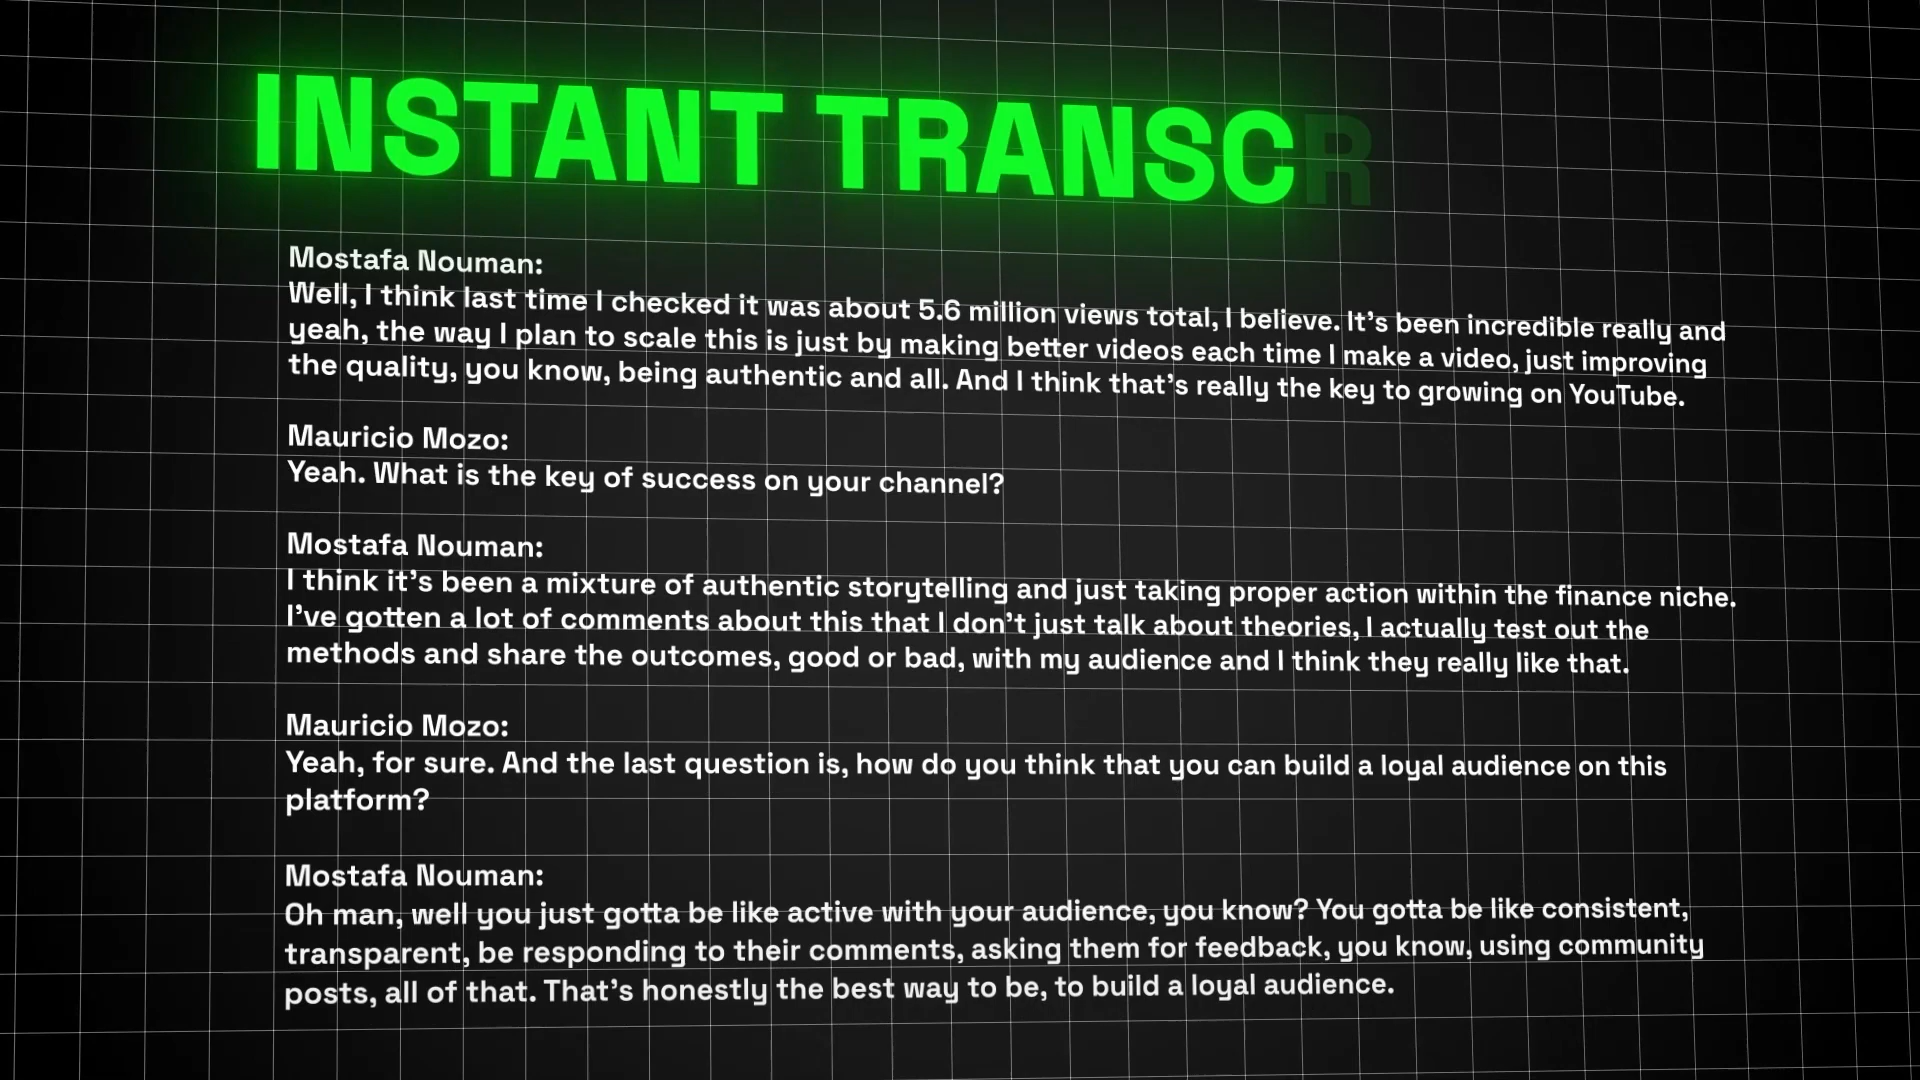 INSTANT TRANSCR
Mostafa Nouman:
Well, I think last time I checked it was about 5.6 million views total, I believe. It's been incredible really and
yeah, the way I plan to scale this is just by making better videos each time I make a video, just improving
the quality, you know, being authentic and all. And I think that's really the key to growing on YouTube.
Mauricio Mozo:
Yeah. What is the key of success on your channel?
Mostafa Nouman:
I think it's been a mixture of authentic storytelling and just taking proper action within the finance niche.
I've gotten a lot of comments about this that I don't just talk about theories, I actually test out the
methods and share the outcomes, good or bad, with my audience and I think they really like that.
Mauricio Mozo:
Yeah, for sure. And the last question is, how do you think that you can build a loyal audience on this
platform?
Mostafa Nouman:
Oh man, well you just gotta be like active with your audience, you know? You gotta be like consistent,
transparent, be responding to their comments, asking them for feedback, you know, using community
posts, all of that. That's honestly the best way to be, to build a loyal audience.